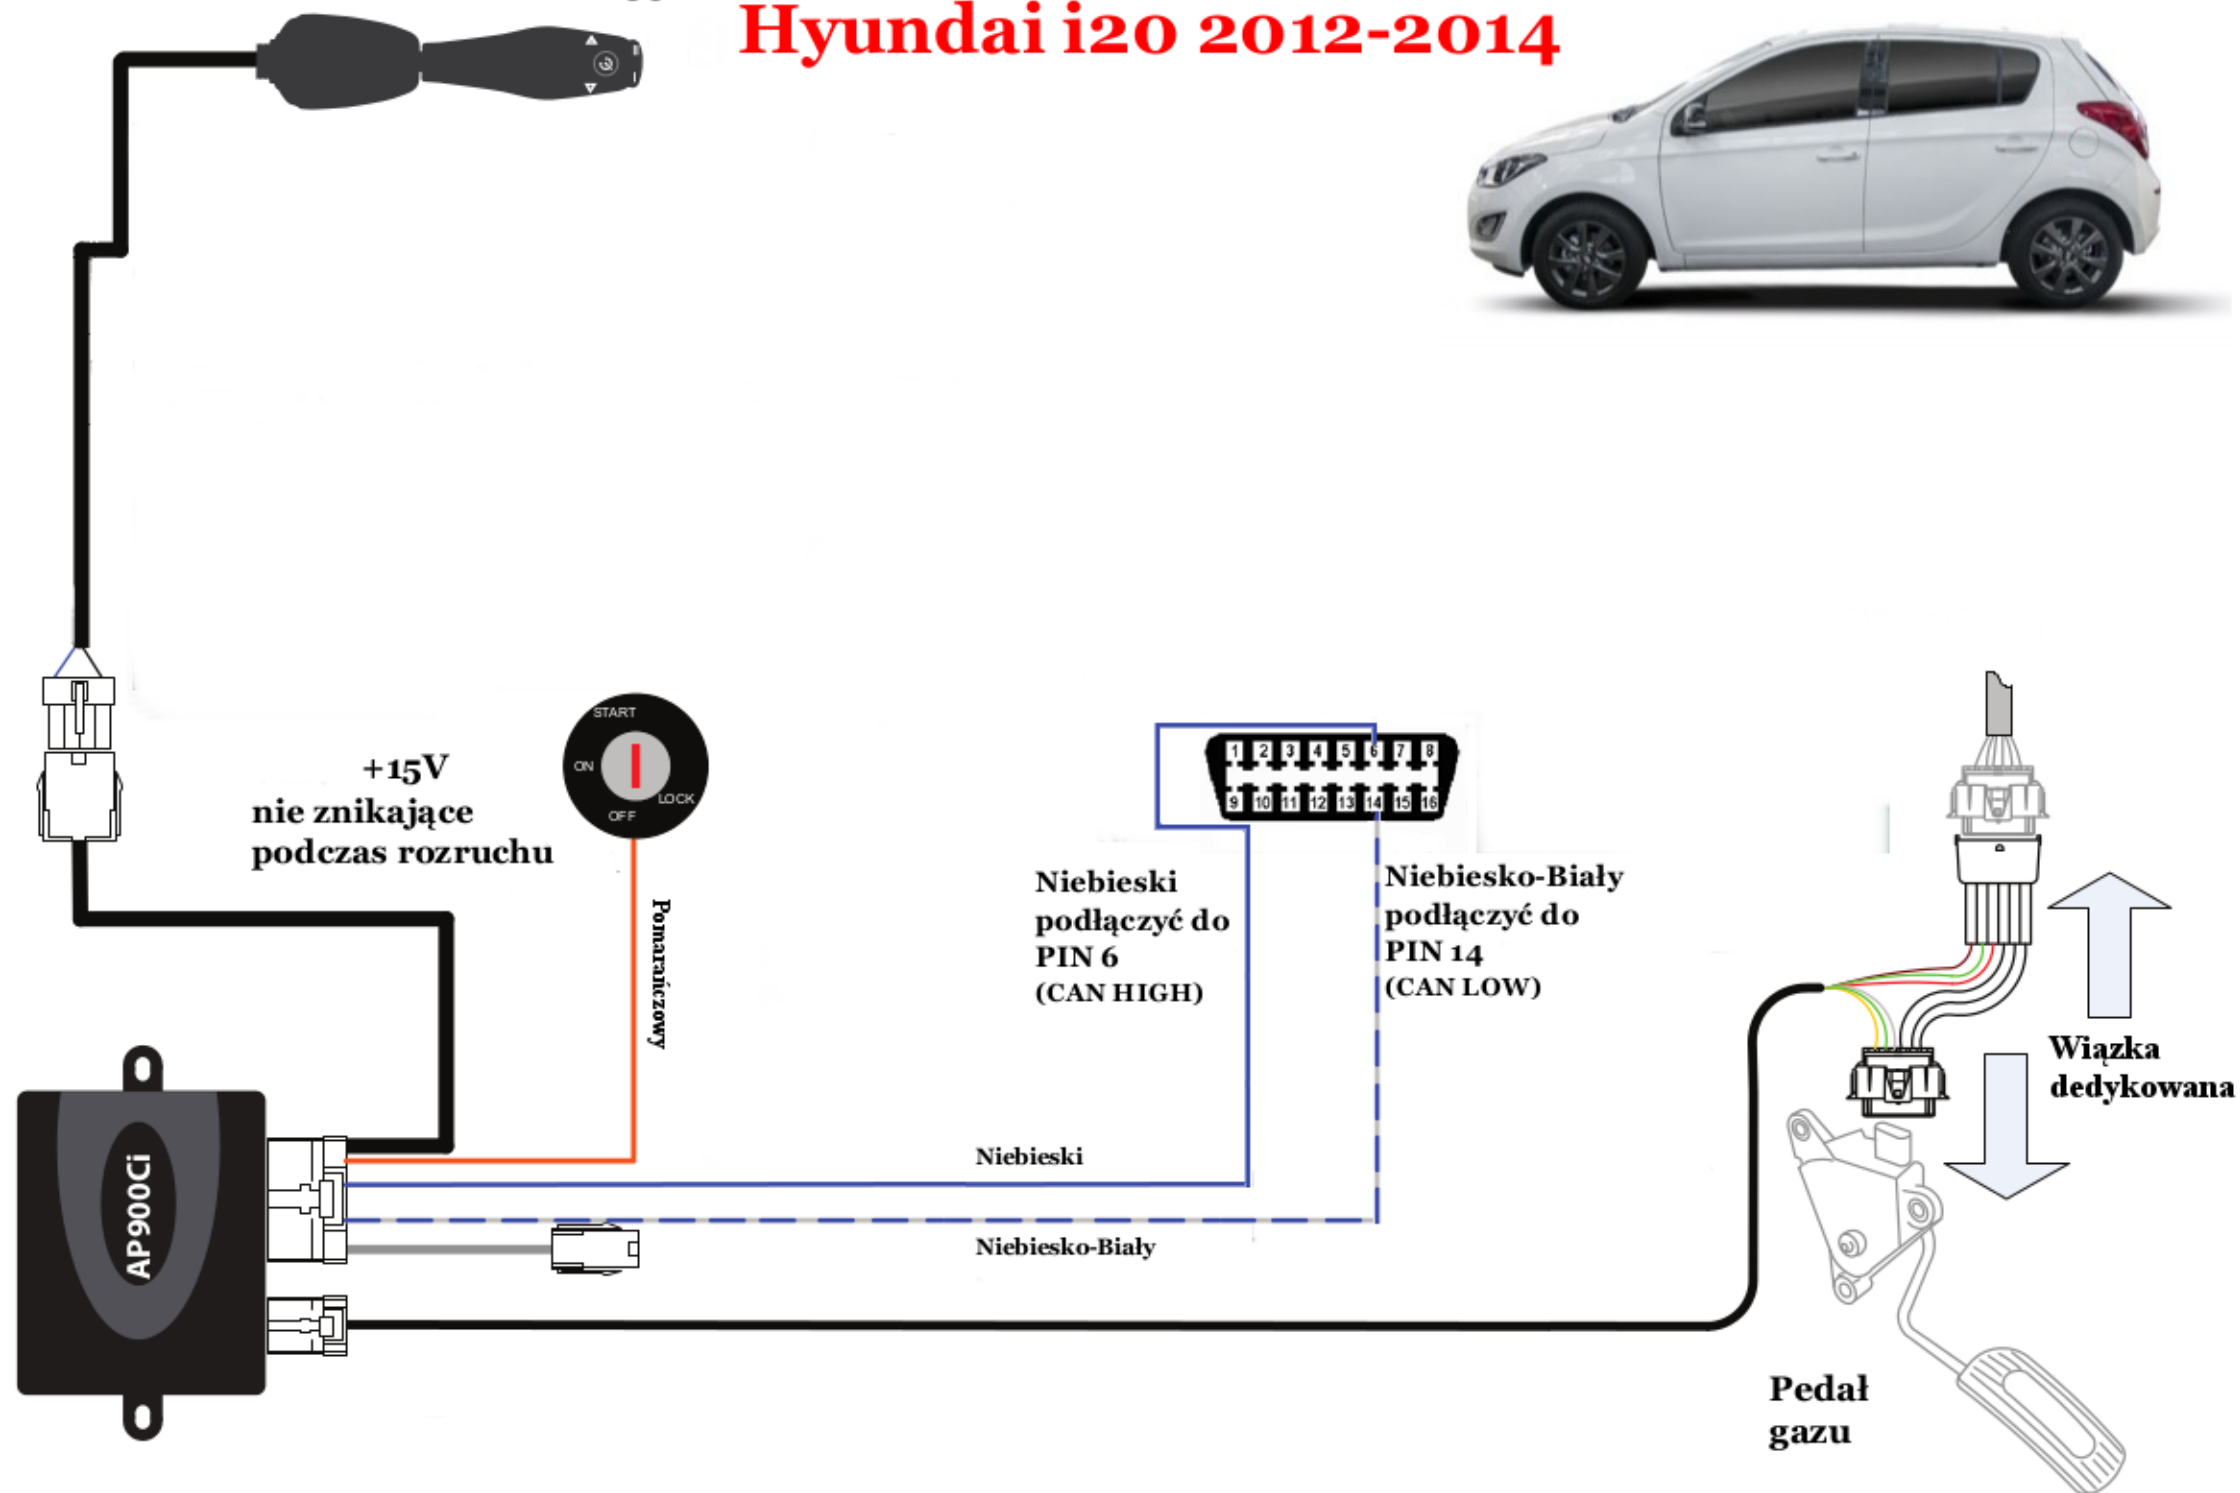 Hyundai i20 2012-2014
START
ON
LOCK
OFF
+15V
nie znikające
podczas rozruchu
Pomarańczowy
1 2 3 4 5 6 7 8
9 10 11 12 13 14 15 16
Niebieski
podłączyć do
PIN 6
(CAN HIGH)
Niebiesko-Biały
podłączyć do
PIN 14
(CAN LOW)
Wiązka
dedykowana
AP900Ci
Niebieski
Niebiesko-Biały
Pedał
gazu